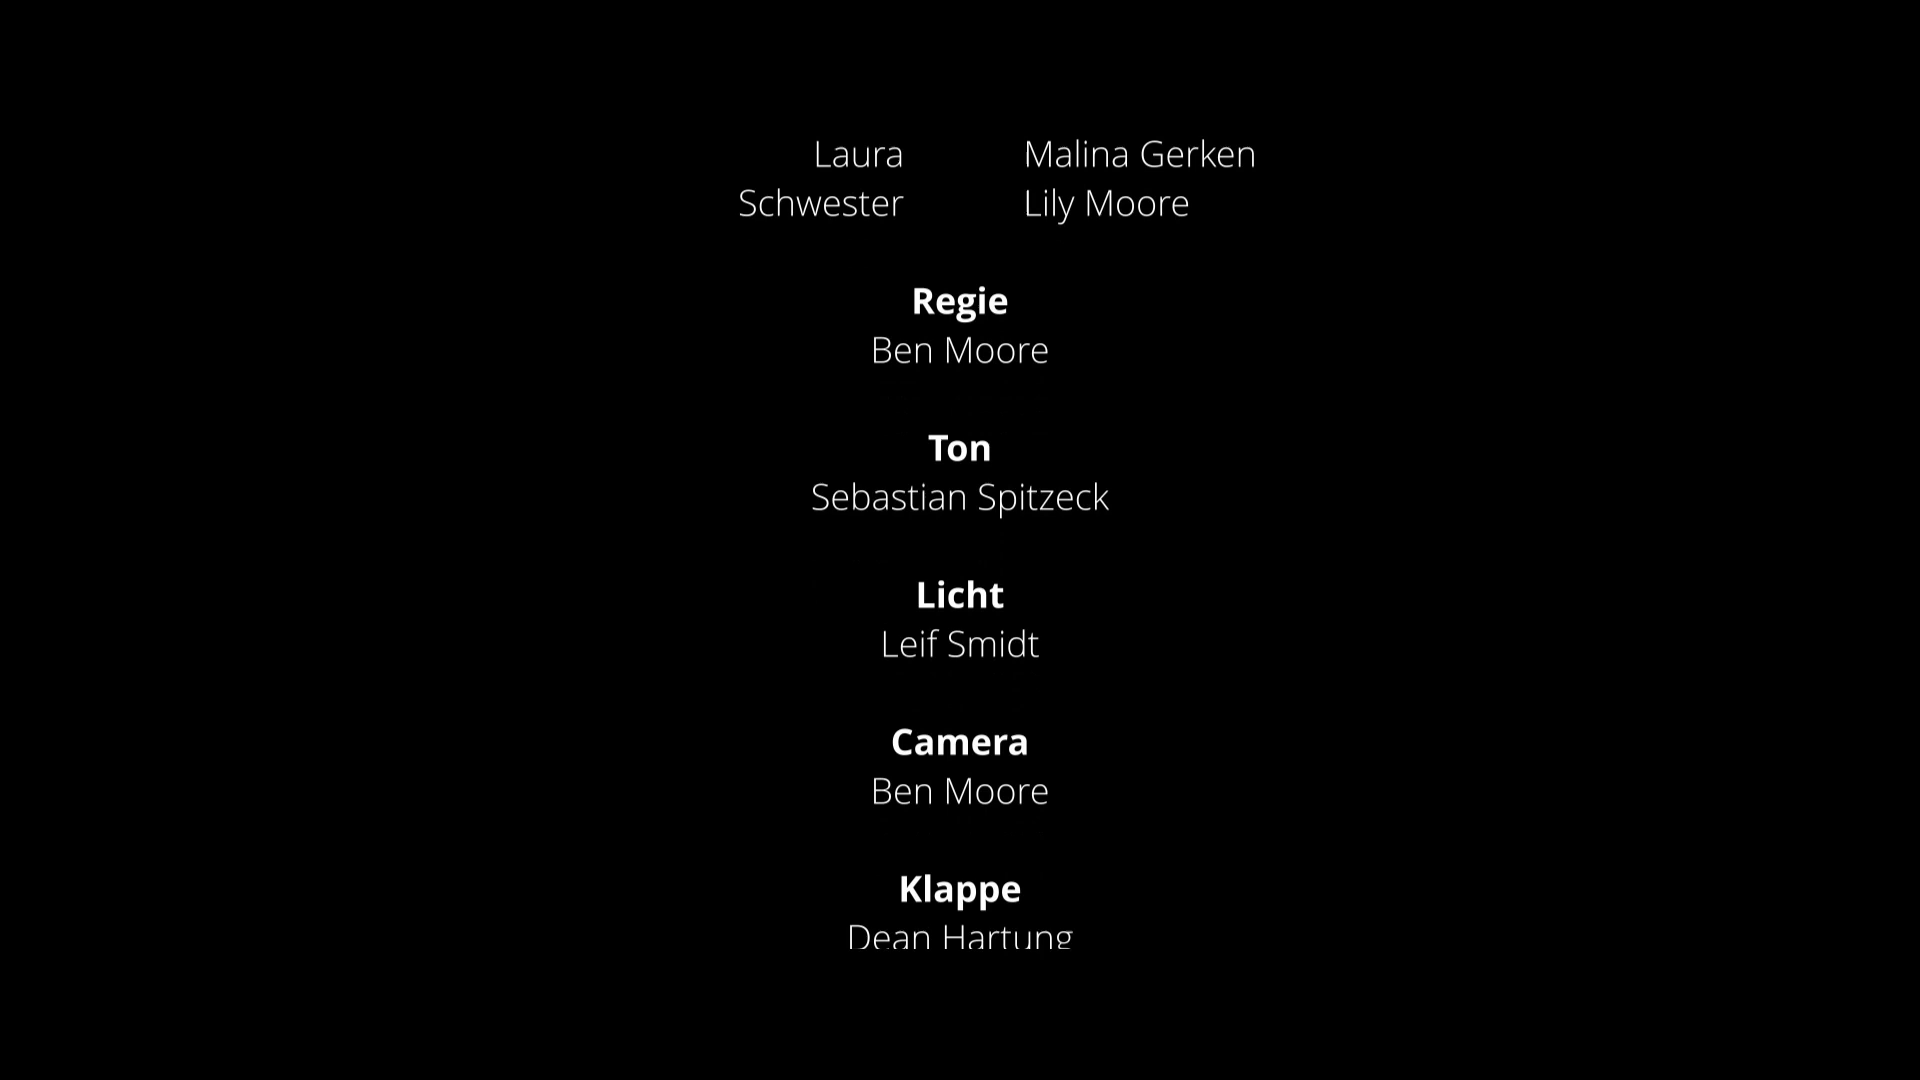 Laura Malina Gerken
Schwester Lily Moore
Regie
Ben Moore
Ton
Sebastian Spitzeck
Licht
Leif Smidt
Camera
Ben Moore
Klappe
Dean Hartung